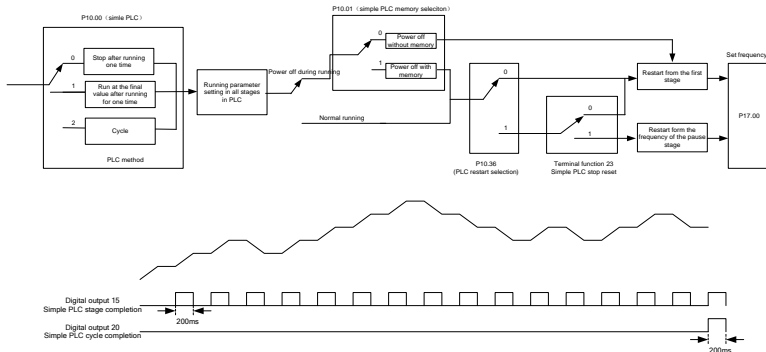 P10.00（simle PLC）
0
Stop after running
one time
1
Run at the final
value after running
for one time
2
Cycle
PLC method
Running parameter
setting in all stages
in PLC
Power off during running
Normal running
P10.01（simple PLC memory seleciton）
0
Power off
without memory
1
Power off with
memory
0
1
P10.36
(PLC restart selection)
0
1
Terminal function 23
Simple PLC stop reset
Restart from the first
stage
Restart form the
frequency of the pause
stage
Set frequency
P17.00
Digital output 15
Simple PLC stage completion
200ms
Digital output 20
Simple PLC cycle completion
200ms